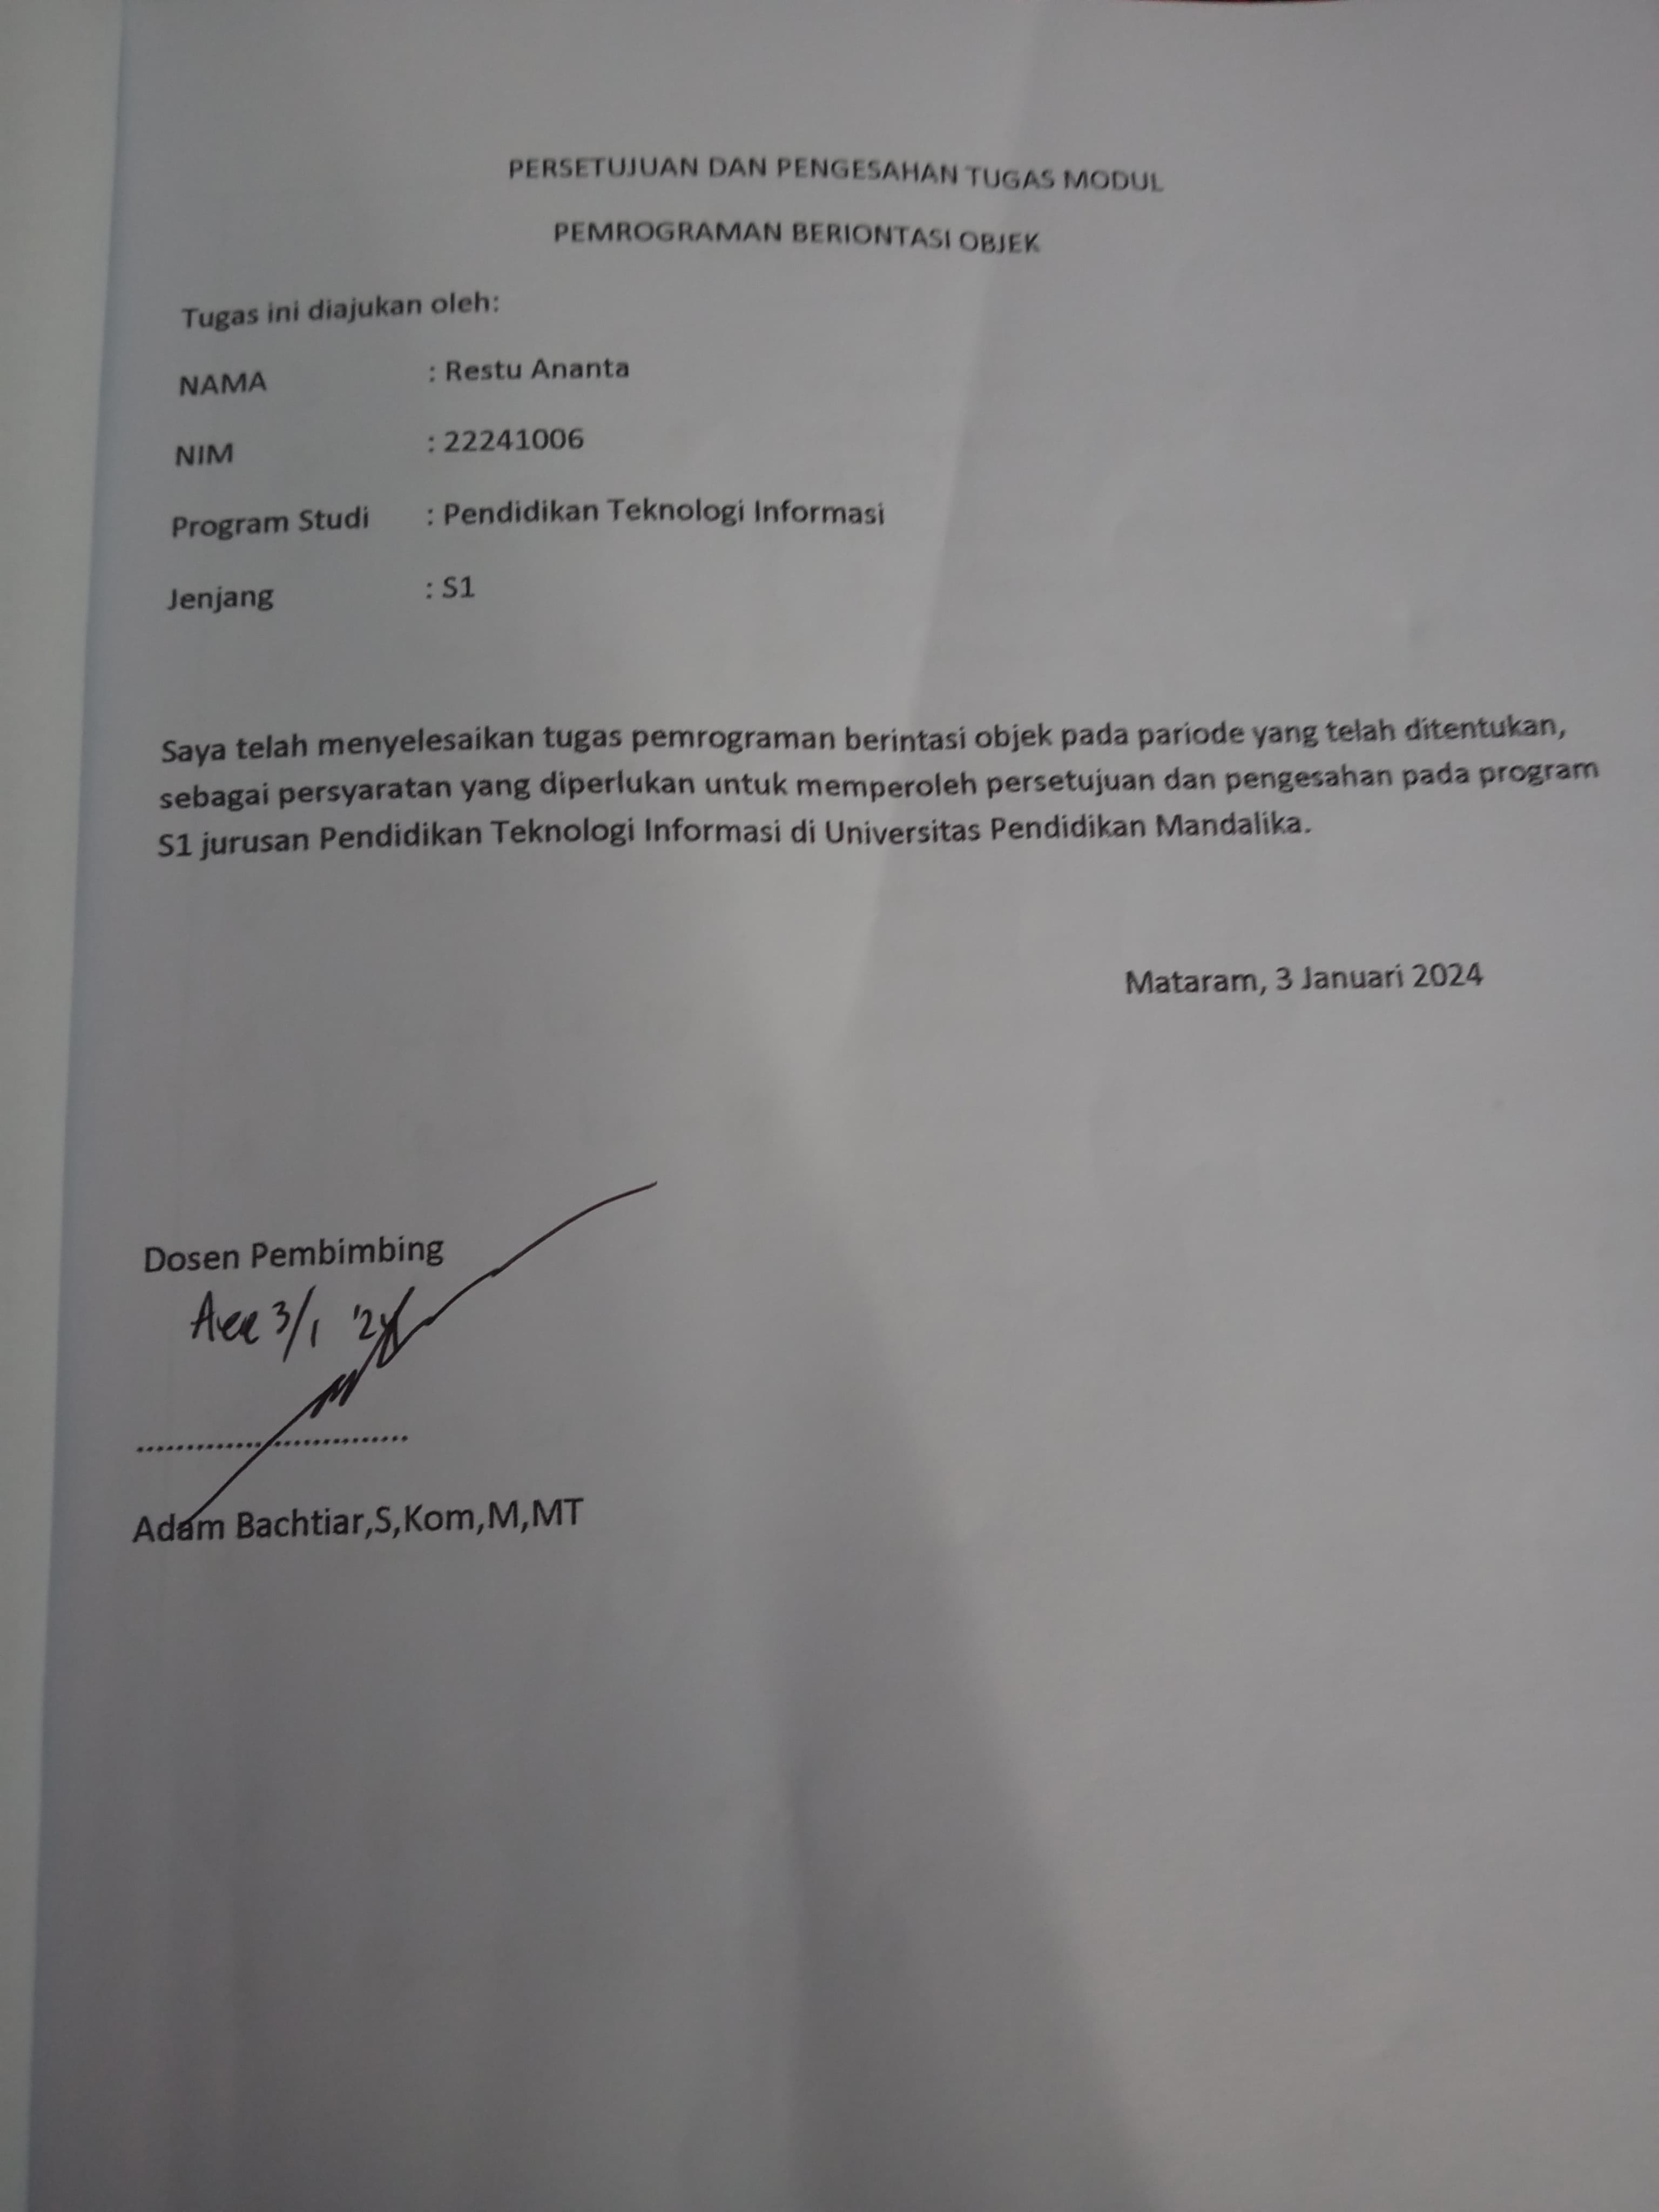 PERSETUJUAN DAN PENGESAHAN TUGAS MODUL
PEMROGRAMAN BERIONTASI OBJEK
Tugas ini diajukan oleh:
NAMA : Restu Ananta
NIM : 22241006
Program Studi : Pendidikan Teknologi Informasi
Jenjang : S1
Saya telah menyelesaikan tugas pemrograman berintasi objek pada pariode yang telah ditentukan,
sebagai persyaratan yang diperlukan untuk memperoleh persetujuan dan pengesahan pada program
S1 jurusan Pendidikan Teknologi Informasi di Universitas Pendidikan Mandalika.
Mataram, 3 Januari 2024
Dosen Pembimbing
Acc 3/1 '24
.............................
Adam Bachtiar,S,Kom,M,MT